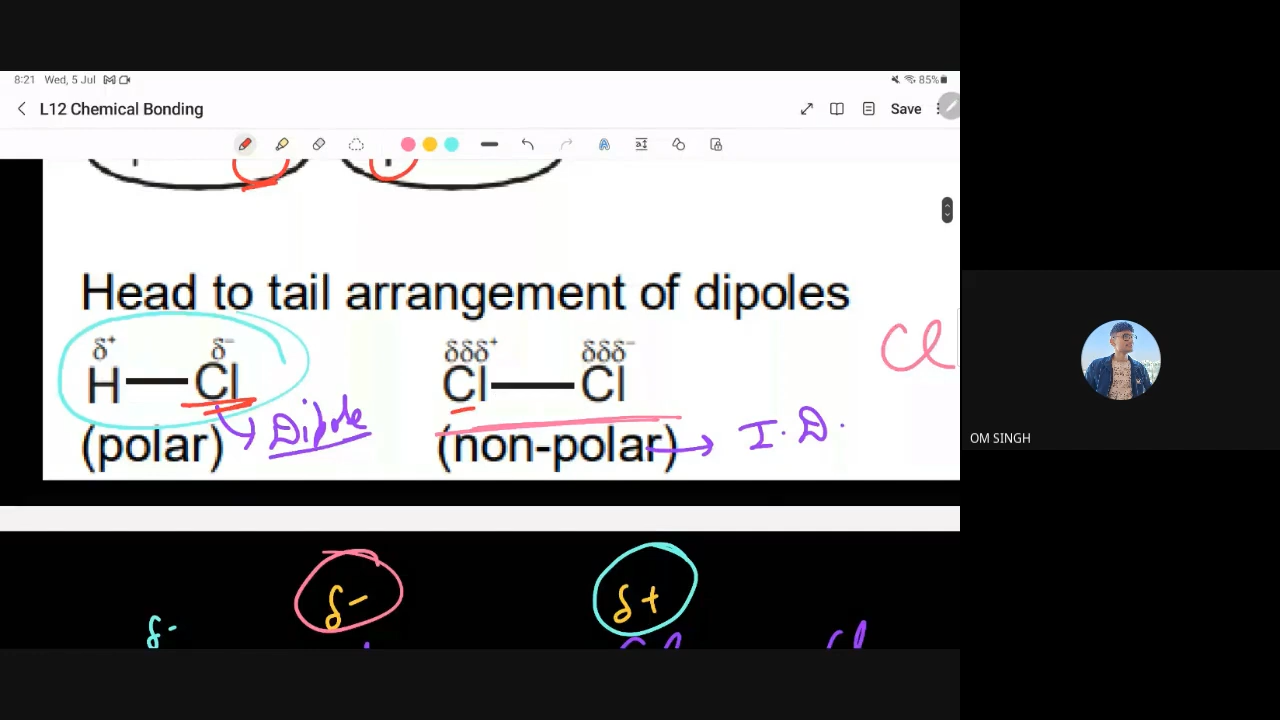 8:21 Wed, 5 Jul 85%
L12 Chemical Bonding Save
Head to tail arrangement of dipoles
δ⁺ δ⁻ δδδ⁺ δδδ⁻
H—Cl Cl—Cl Cl
(polar) Dipole (non-polar) I.D.
OM SINGH
δ- δ+
δ-